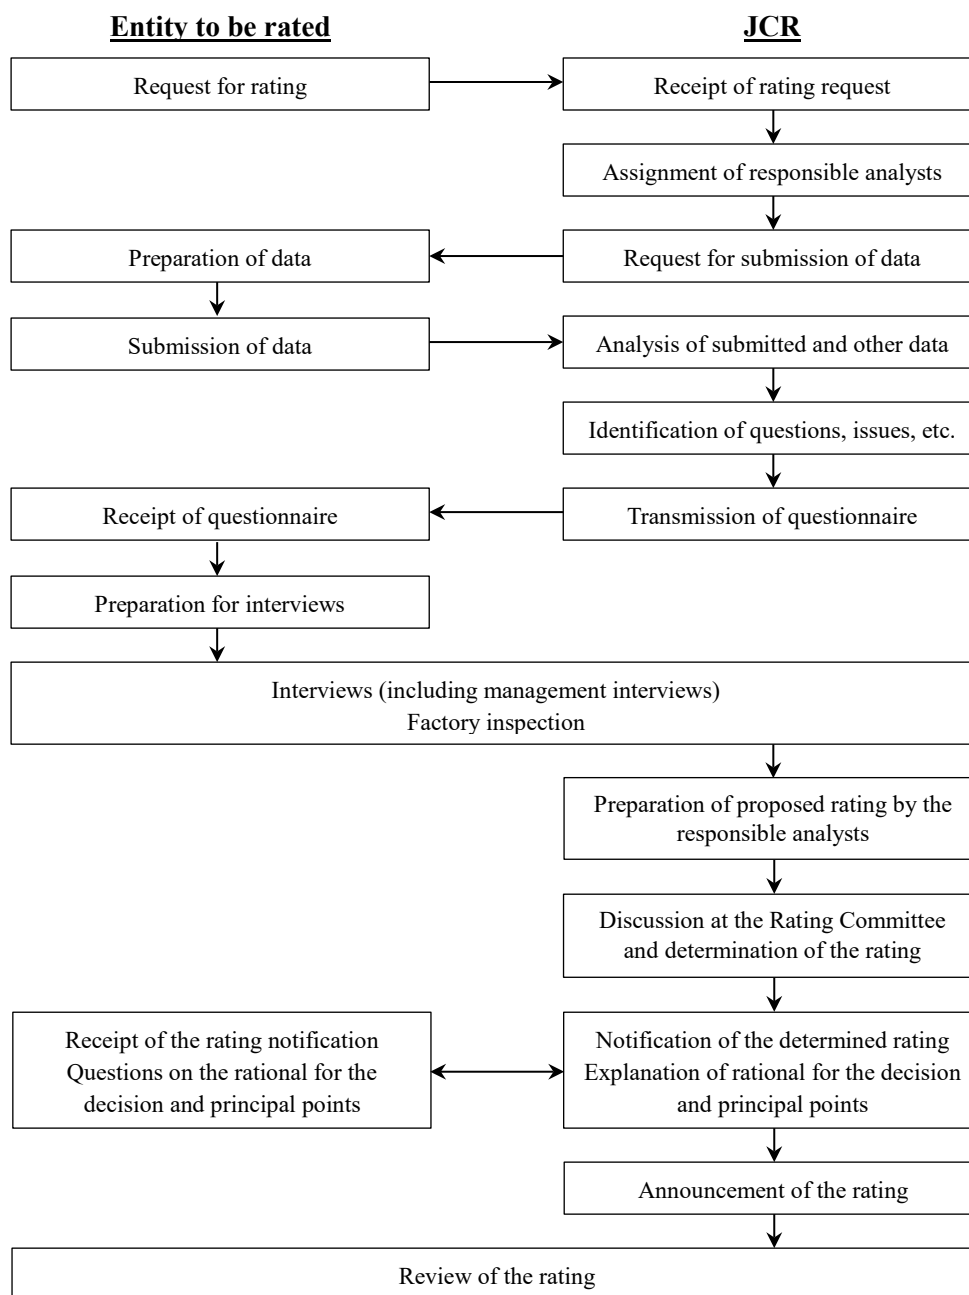 Entity to be rated
JCR
Request for rating
Receipt of rating request
Assignment of responsible analysts
Preparation of data
Request for submission of data
Submission of data
Analysis of submitted and other data
Identification of questions, issues, etc.
Receipt of questionnaire
Transmission of questionnaire
Preparation for interviews
Interviews (including management interviews)
Factory inspection
Preparation of proposed rating by the
responsible analysts
Discussion at the Rating Committee
and determination of the rating
Receipt of the rating notification
Questions on the rational for the
decision and principal points
Notification of the determined rating
Explanation of rational for the decision
and principal points
Announcement of the rating
Review of the rating